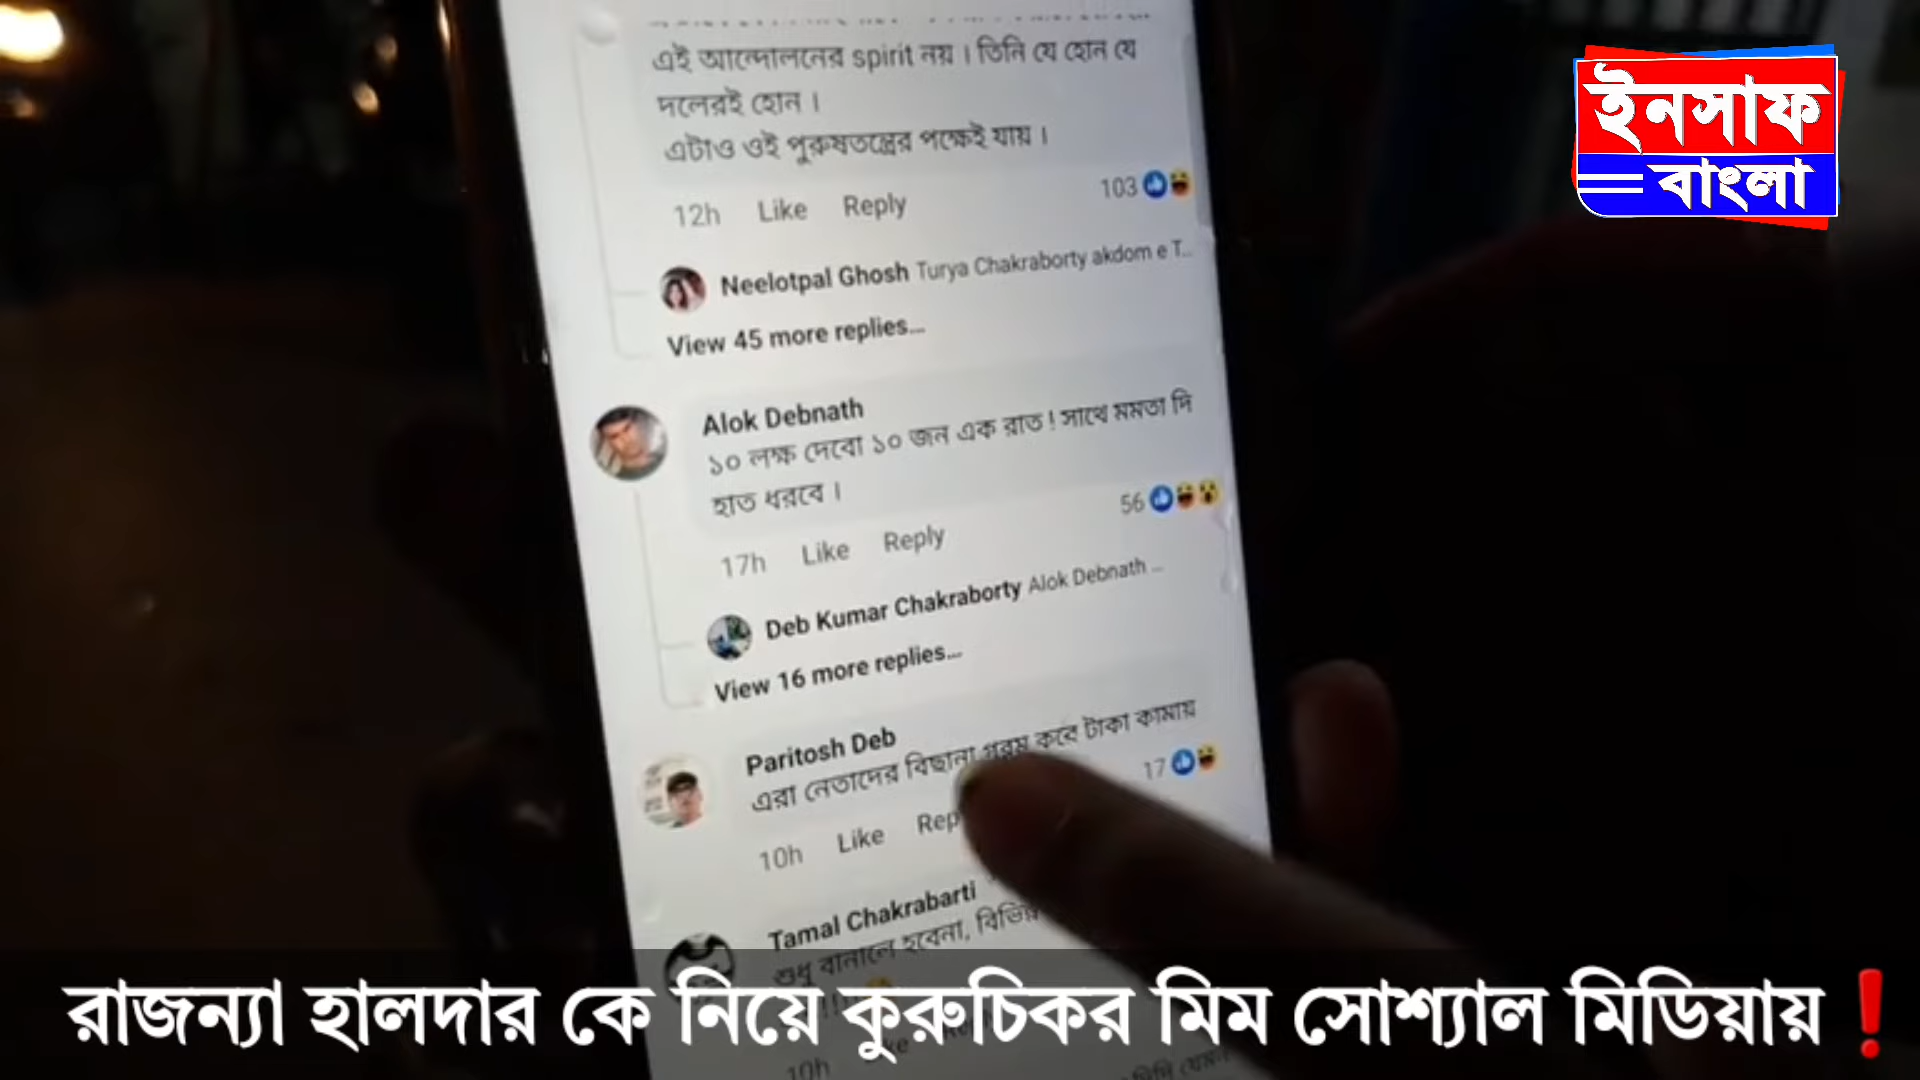 এই আন্দোলনের spirit নয় । তিনি যে হোন যে
দলেরই হোন ।
এটাও ওই পুরুষতন্ত্রের পক্ষেই যায় ।
12h Like Reply 103
Neelotpal Ghosh Turya Chakraborty akdom e T...
View 45 more replies...
Alok Debnath
১০ লক্ষ দেবো ১০ জন এক রাত ! সাথে মমতা দি
হাত ধরবে ।
17h Like Reply 56
Deb Kumar Chakraborty Alok Debnath ...
View 16 more replies...
Paritosh Deb
এরা নেতাদের বিছানা গরম করে টাকা কামায়
10h Like 17
Tamal Chakrabarti
শুধু বানালে হবেনা,
10h
ইনসাফ
বাংলা
রাজন্যা হালদার কে নিয়ে কুরুচিকর মিম সোশ্যাল মিডিয়ায়❗